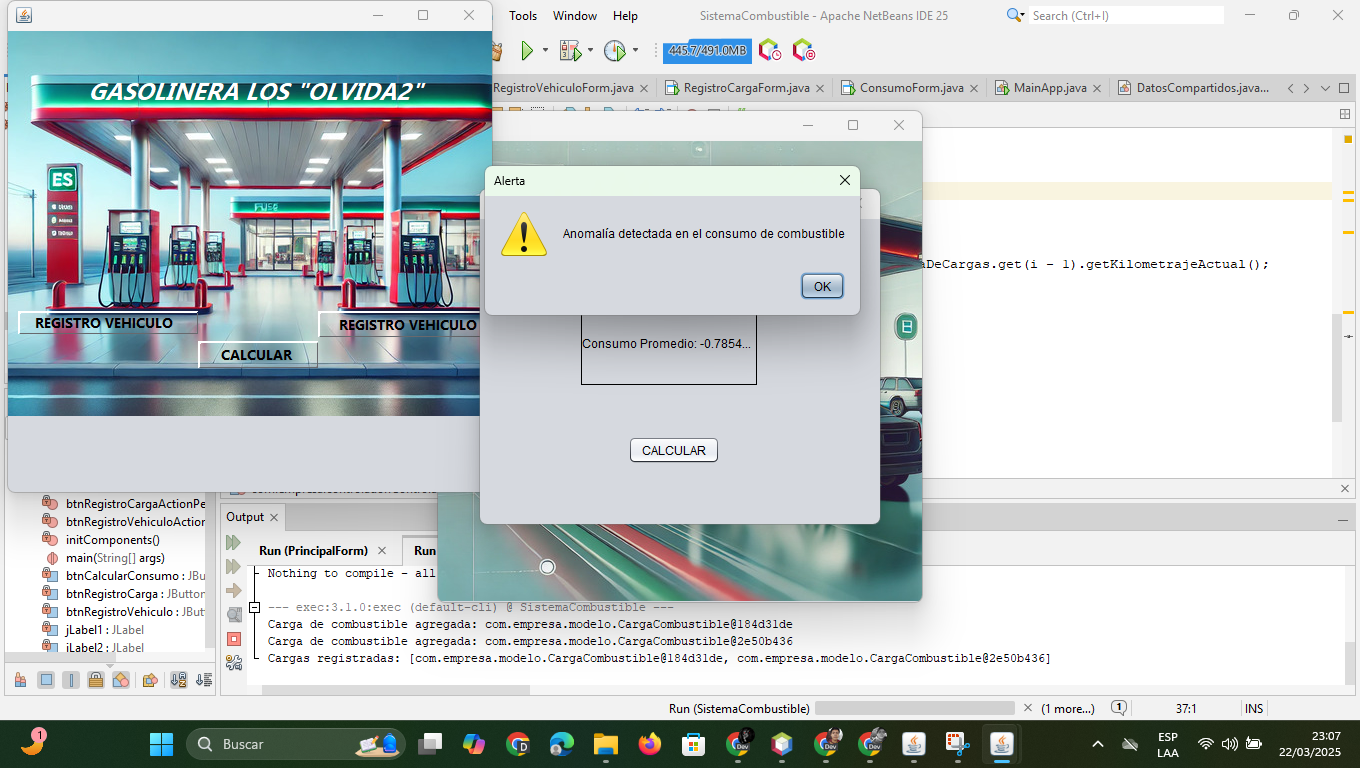 Tools Window Help
SistemaCombustible - Apache NetBeans IDE 25
Search (Ctrl+I)
445.7/491.0MB
RegistroVehiculoForm.java
RegistroCargaForm.java
ConsumoForm.java
MainApp.java
DatosCompartidos.java...
GASOLINERA LOS "OLVIDA2"
ES
FUSE
REGISTRO VEHICULO
REGISTRO VEHICULO
CALCULAR
Alerta
Anomalía detectada en el consumo de combustible
OK
aDeCargas.get(i - 1).getKilometrajeActual();
Consumo Promedio: -0.7854...
CALCULAR
btnRegistroCargaActionPe
btnRegistroVehiculoAction
initComponents()
main(String[] args)
btnCalcularConsumo : JBu
btnRegistroCarga : JButton
btnRegistroVehiculo : JBut
jLabel1 : JLabel
jLabel2 : JLabel
Output
Run (PrincipalForm)
Run
Nothing to compile - all
--- exec:3.1.0:exec (default-cli) @ SistemaCombustible ---
Carga de combustible agregada: com.empresa.modelo.CargaCombustible@184d31de
Carga de combustible agregada: com.empresa.modelo.CargaCombustible@2e50b436
Cargas registradas: [com.empresa.modelo.CargaCombustible@184d31de, com.empresa.modelo.CargaCombustible@2e50b436]
Run (SistemaCombustible)
(1 more...)
1
37:1
INS
1
Buscar
D
Dev
Dev
Dev
ESP
LAA
23:07
22/03/2025